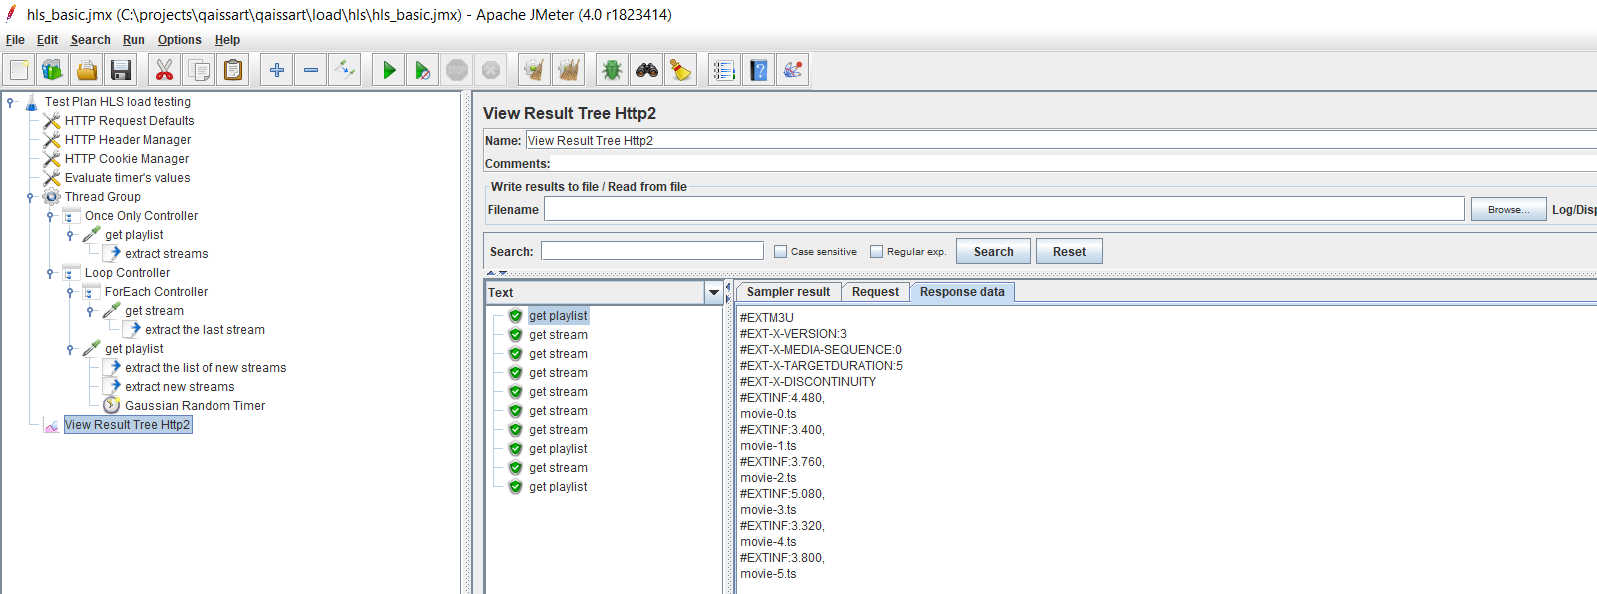 hls_basic.jmx (C:\projects\qaissart\qaissart\load\hls\hls_basic.jmx) - Apache JMeter (4.0 r1823414)
File Edit Search Run Options Help
STOP
Test Plan HLS load testing
HTTP Request Defaults
HTTP Header Manager
HTTP Cookie Manager
Evaluate timer's values
Thread Group
Once Only Controller
get playlist
extract streams
Loop Controller
ForEach Controller
get stream
extract the last stream
get playlist
extract the list of new streams
extract new streams
Gaussian Random Timer
View Result Tree Http2
View Result Tree Http2
Name: View Result Tree Http2
Comments:
Write results to file / Read from file
Filename Browse... Log/Disp
Search: Case sensitive Regular exp. Search Reset
Text
get playlist
get stream
get stream
get stream
get stream
get stream
get stream
get playlist
get stream
get playlist
Sampler result Request Response data
#EXTM3U
#EXT-X-VERSION:3
#EXT-X-MEDIA-SEQUENCE:0
#EXT-X-TARGETDURATION:5
#EXT-X-DISCONTINUITY
#EXTINF:4.480,
movie-0.ts
#EXTINF:3.400,
movie-1.ts
#EXTINF:3.760,
movie-2.ts
#EXTINF:5.080,
movie-3.ts
#EXTINF:3.320,
movie-4.ts
#EXTINF:3.800,
movie-5.ts